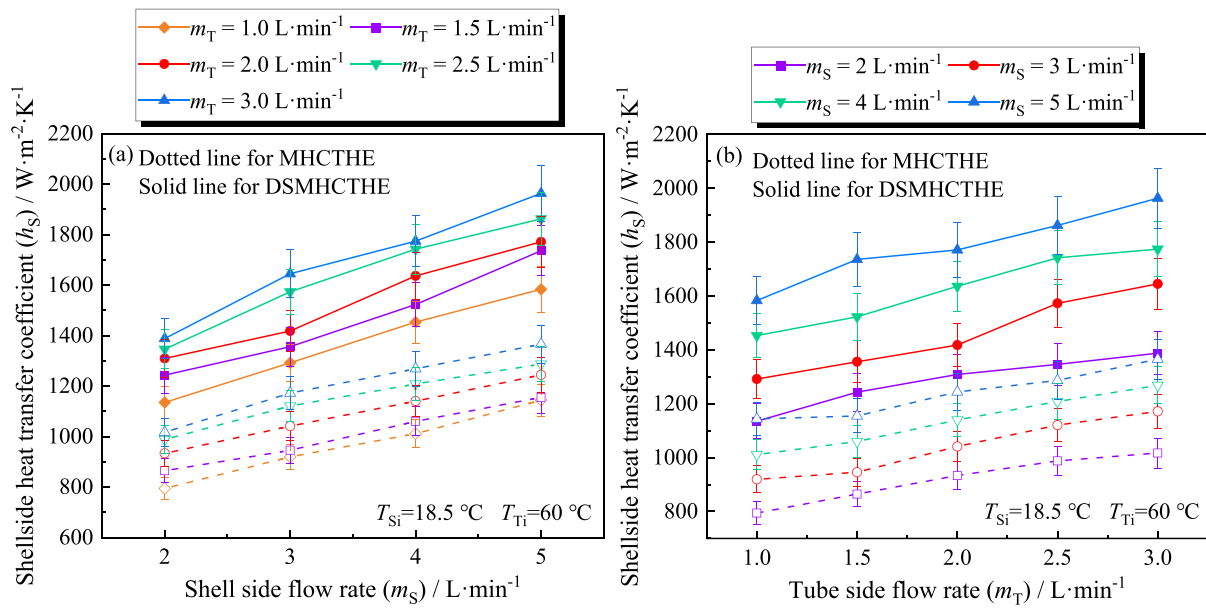 m_T = 1.0 L·min⁻¹ m_T = 1.5 L·min⁻¹
m_T = 2.0 L·min⁻¹ m_T = 2.5 L·min⁻¹
m_T = 3.0 L·min⁻¹
Shellside heat transfer coefficient (h_S) / W·m⁻²·K⁻¹
2200
2000
1800
1600
1400
1200
1000
800
600
(a) Dotted line for MHCTHE
Solid line for DSMHCTHE
T_Si=18.5 °C T_Ti=60 °C
2 3 4 5
Shell side flow rate (m_S) / L·min⁻¹
m_S = 2 L·min⁻¹ m_S = 3 L·min⁻¹
m_S = 4 L·min⁻¹ m_S = 5 L·min⁻¹
Shellside heat transfer coefficient (h_S) / W·m⁻²·K⁻¹
2200
2000
1800
1600
1400
1200
1000
800
(b) Dotted line for MHCTHE
Solid line for DSMHCTHE
T_Si=18.5 °C T_Ti=60 °C
1.0 1.5 2.0 2.5 3.0
Tube side flow rate (m_T) / L·min⁻¹